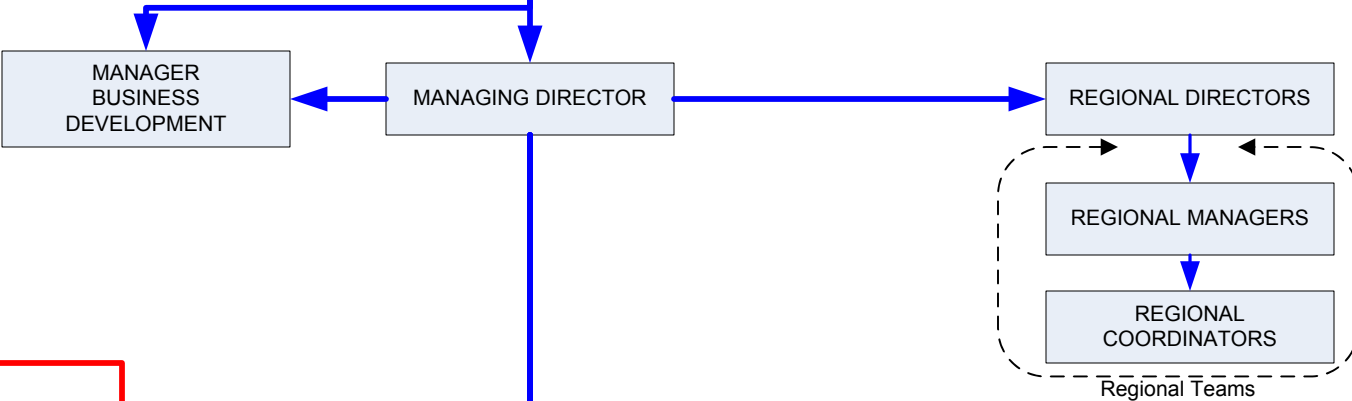 MANAGER
BUSINESS
DEVELOPMENT
MANAGING DIRECTOR
REGIONAL DIRECTORS
REGIONAL MANAGERS
REGIONAL
COORDINATORS
Regional Teams